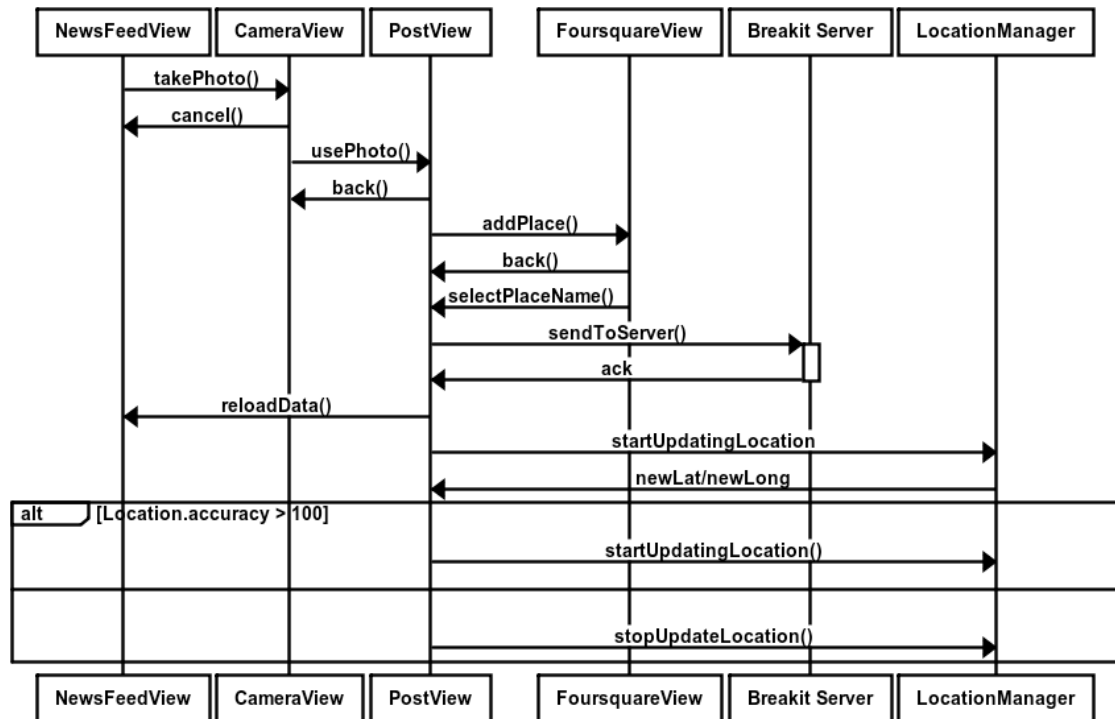 NewsFeedView CameraView PostView FoursquareView Breakit Server LocationManager
takePhoto()
cancel()
usePhoto()
back()
addPlace()
back()
selectPlaceName()
sendToServer()
ack
reloadData()
startUpdatingLocation
newLat/newLong
alt [Location.accuracy > 100]
startUpdatingLocation()
stopUpdateLocation()
NewsFeedView CameraView PostView FoursquareView Breakit Server LocationManager